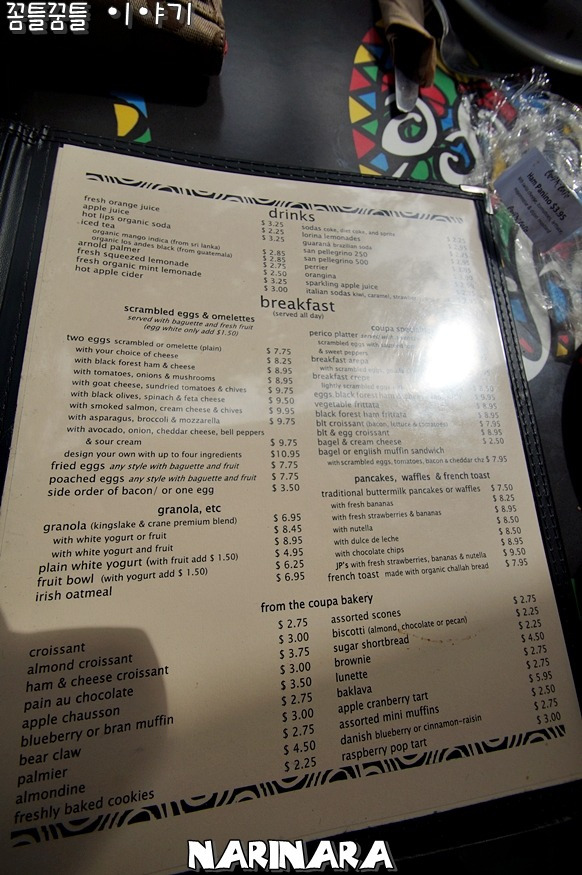 꿈틀꿈틀 이야기
Coupa Cafe
Ham Panino $3.95
drinks
fresh orange juice
apple juice $ 3.25
hot lips organic soda $ 2.25
iced tea $ 3.25
organic mango indica (from sri lanka)
organic los andes black (from guatemala) $ 2.85
arnold palmer $ 2.85
fresh squeezed lemonade $ 2.75
fresh organic mint lemonade $ 2.50
hot apple cider $ 3.25
$ 3.00
sodas coke, diet coke, and sprite
lorina lemonades
guaraná brazilian soda
san pellegrino 250
san pellegrino 500
perrier
orangina
sparkling apple juice
italian sodas kiwi, caramel,
breakfast
(served all day)
scrambled eggs & omelettes
served with baguette and fresh fruit
(egg white only add $1.50)
two eggs scrambled or omelette (plain) $ 7.75
with your choice of cheese $ 8.25
with black forest ham & cheese $ 8.95
with tomatoes, onions & mushrooms $ 8.95
with goat cheese, sundried tomatoes & chives $ 9.75
with black olives, spinach & feta cheese $ 9.50
with smoked salmon, cream cheese & chives $ 9.95
with asparagus, broccoli & mozzarella $ 9.75
with avocado, onion, cheddar cheese, bell peppers
& sour cream $ 9.75
design your own with up to four ingredients $10.95
fried eggs any style with baguette and fruit $ 7.75
poached eggs any style with baguette and fruit $ 7.75
side order of bacon/ or one egg $ 3.50
coupa
perico platter
scrambled eggs with
& sweet peppers
breakfast arepa
with scrambled eggs,
breakfast crepe
lightly scrambled
eggs black forest ham
vegetable frittata $ 8.95
black forest ham frittata $ 8.95
blt croissant (bacon, lettuce & tomatoes) $ 7.95
blt & egg croissant $ 8.95
bagel & cream cheese $ 2.50
bagel or english muffin sandwich
with scrambled eggs, tomatoes, bacon & cheddar chz $ 7.95
granola, etc
granola (kingslake & crane premium blend) $ 6.95
with white yogurt or fruit $ 8.45
with white yogurt and fruit $ 8.95
plain white yogurt (with fruit add $ 1.50) $ 4.95
fruit bowl (with yogurt add $ 1.50) $ 6.25
irish oatmeal $ 6.95
pancakes, waffles & french toast
traditional buttermilk pancakes or waffles $ 7.50
with fresh bananas $ 8.25
with fresh strawberries & bananas $ 8.95
with nutella $ 8.50
with dulce de leche $ 8.50
with chocolate chips $ 8.95
JP's with fresh strawberries, bananas & nutella $ 9.50
french toast made with organic challah bread $ 7.95
from the coupa bakery
croissant $ 2.75
almond croissant $ 3.00
ham & cheese croissant $ 3.75
pain au chocolate $ 3.00
apple chausson $ 3.50
blueberry or bran muffin $ 2.75
bear claw $ 3.00
palmier $ 2.75
almondine $ 4.50
freshly baked cookies $ 2.25
assorted scones $ 2.75
biscotti (almond, chocolate or pecan) $ 2.25
sugar shortbread $ 2.25
brownie $ 4.50
lunette $ 2.75
baklava $ 2.75
apple cranberry tart $ 5.95
assorted mini muffins $ 2.50
danish blueberry or cinnamon-raisin $ 2.75
raspberry pop tart $ 3.00
NARINARA